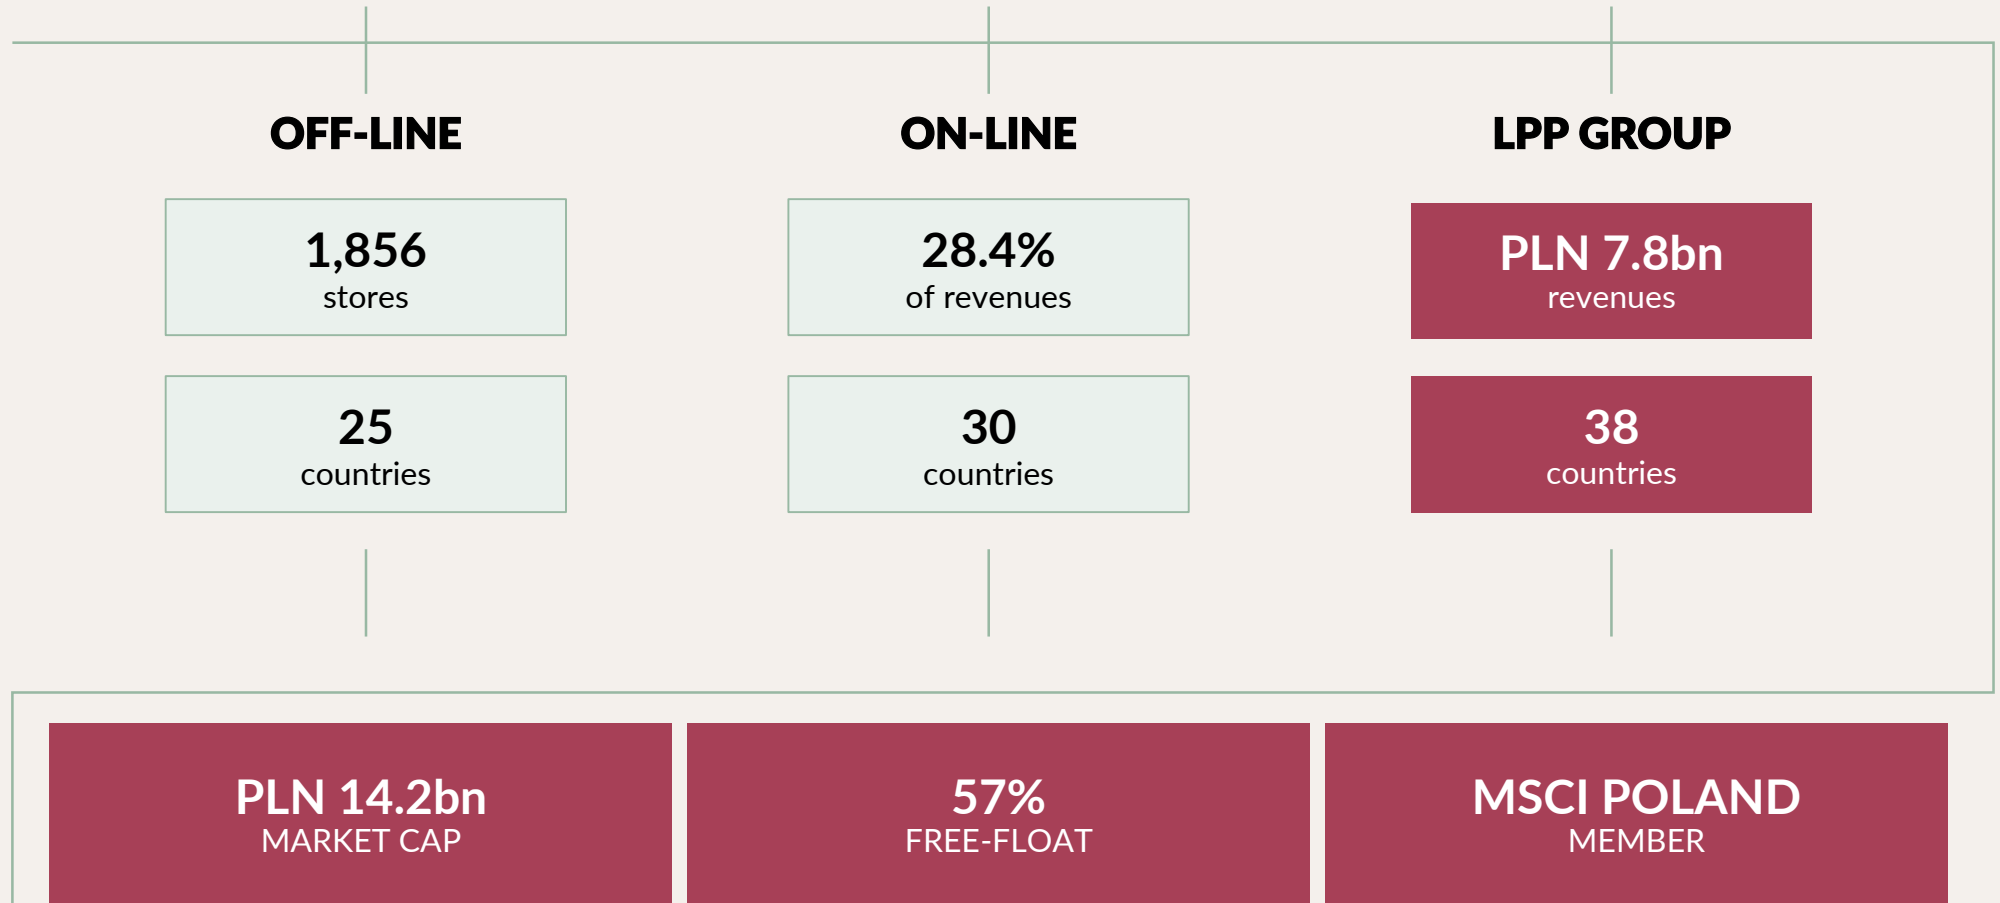 OFF-LINE
1,856
stores
25
countries
ON-LINE
28.4%
of revenues
30
countries
LPP GROUP
PLN 7.8bn
revenues
38
countries
PLN 14.2bn
MARKET CAP
57%
FREE-FLOAT
MSCI POLAND
MEMBER